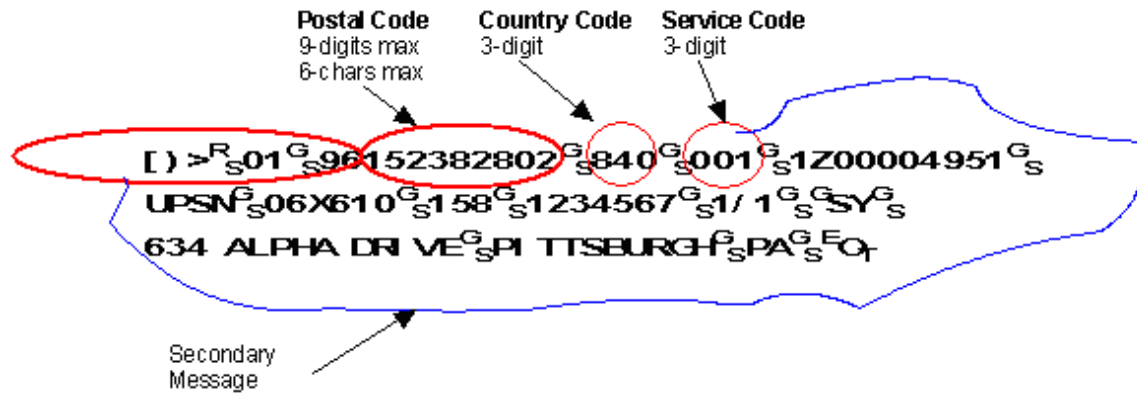 Postal Code Country Code Service Code
9-digits max 3-digit 3-digit
6-chars max
[)>RS01GS96152382802GS840GS001GS1Z00004951GS
UPSNGS06X610GS158GS1234567GS1/1GSGSYGS
634 ALPHA DRIVEGSPITTSBURGHGSPAGSEOT
Secondary
Message